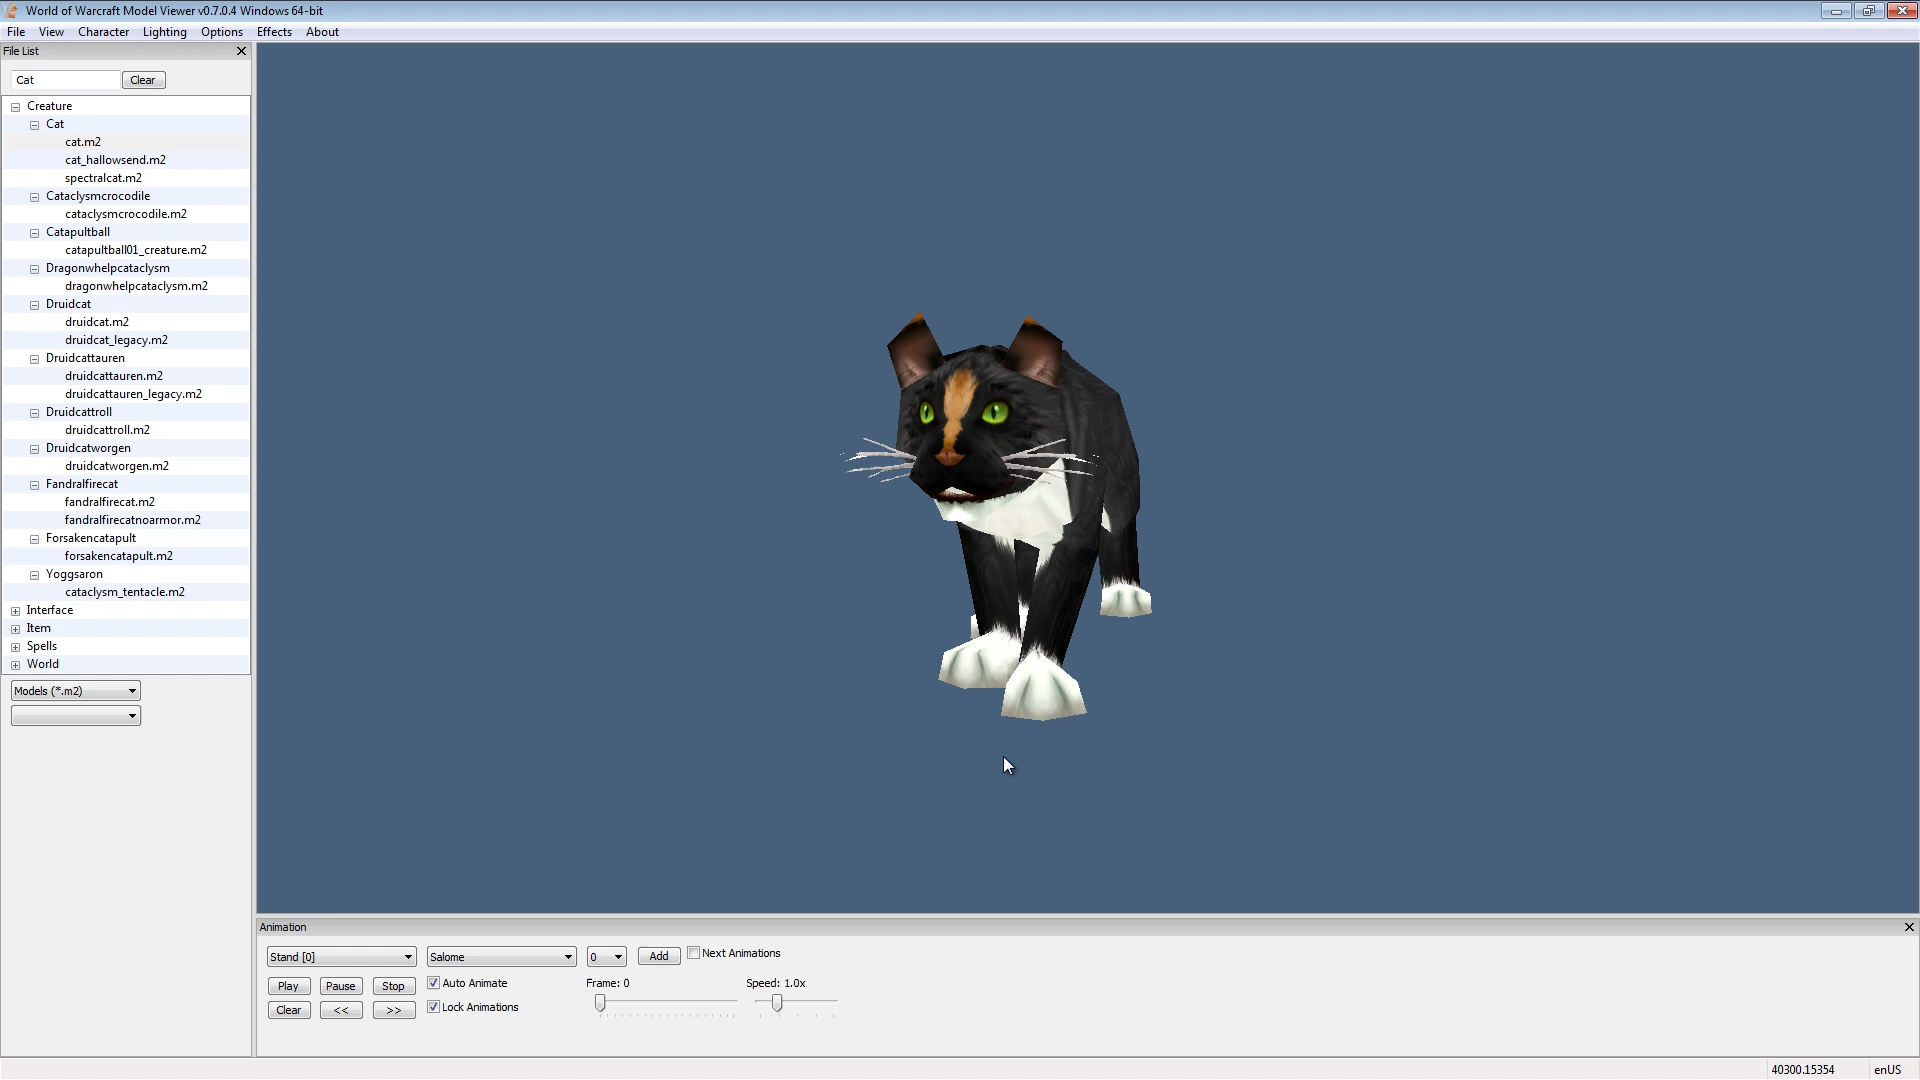 World of Warcraft Model Viewer v0.7.0.4 Windows 64-bit
File View Character Lighting Options Effects About
File List
Cat Clear
Creature
Cat
cat.m2
cat_hallowsend.m2
spectralcat.m2
Cataclysmcrocodile
cataclysmcrocodile.m2
Catapultball
catapultball01_creature.m2
Dragonwhelpcataclysm
dragonwhelpcataclysm.m2
Druidcat
druidcat.m2
druidcat_legacy.m2
Druidcattauren
druidcattauren.m2
druidcattauren_legacy.m2
Druidcattroll
druidcattroll.m2
Druidcatworgen
druidcatworgen.m2
Fandralfirecat
fandralfirecat.m2
fandralfirecatnoarmor.m2
Forsakencatapult
forsakencatapult.m2
Yoggsaron
cataclysm_tentacle.m2
Interface
Item
Spells
World
Models (*.m2)
Animation
Stand [0] Salome 0 Add Next Animations
Play Pause Stop Auto Animate Frame: 0 Speed: 1.0x
Clear << >> Lock Animations
40300.15354 enUS